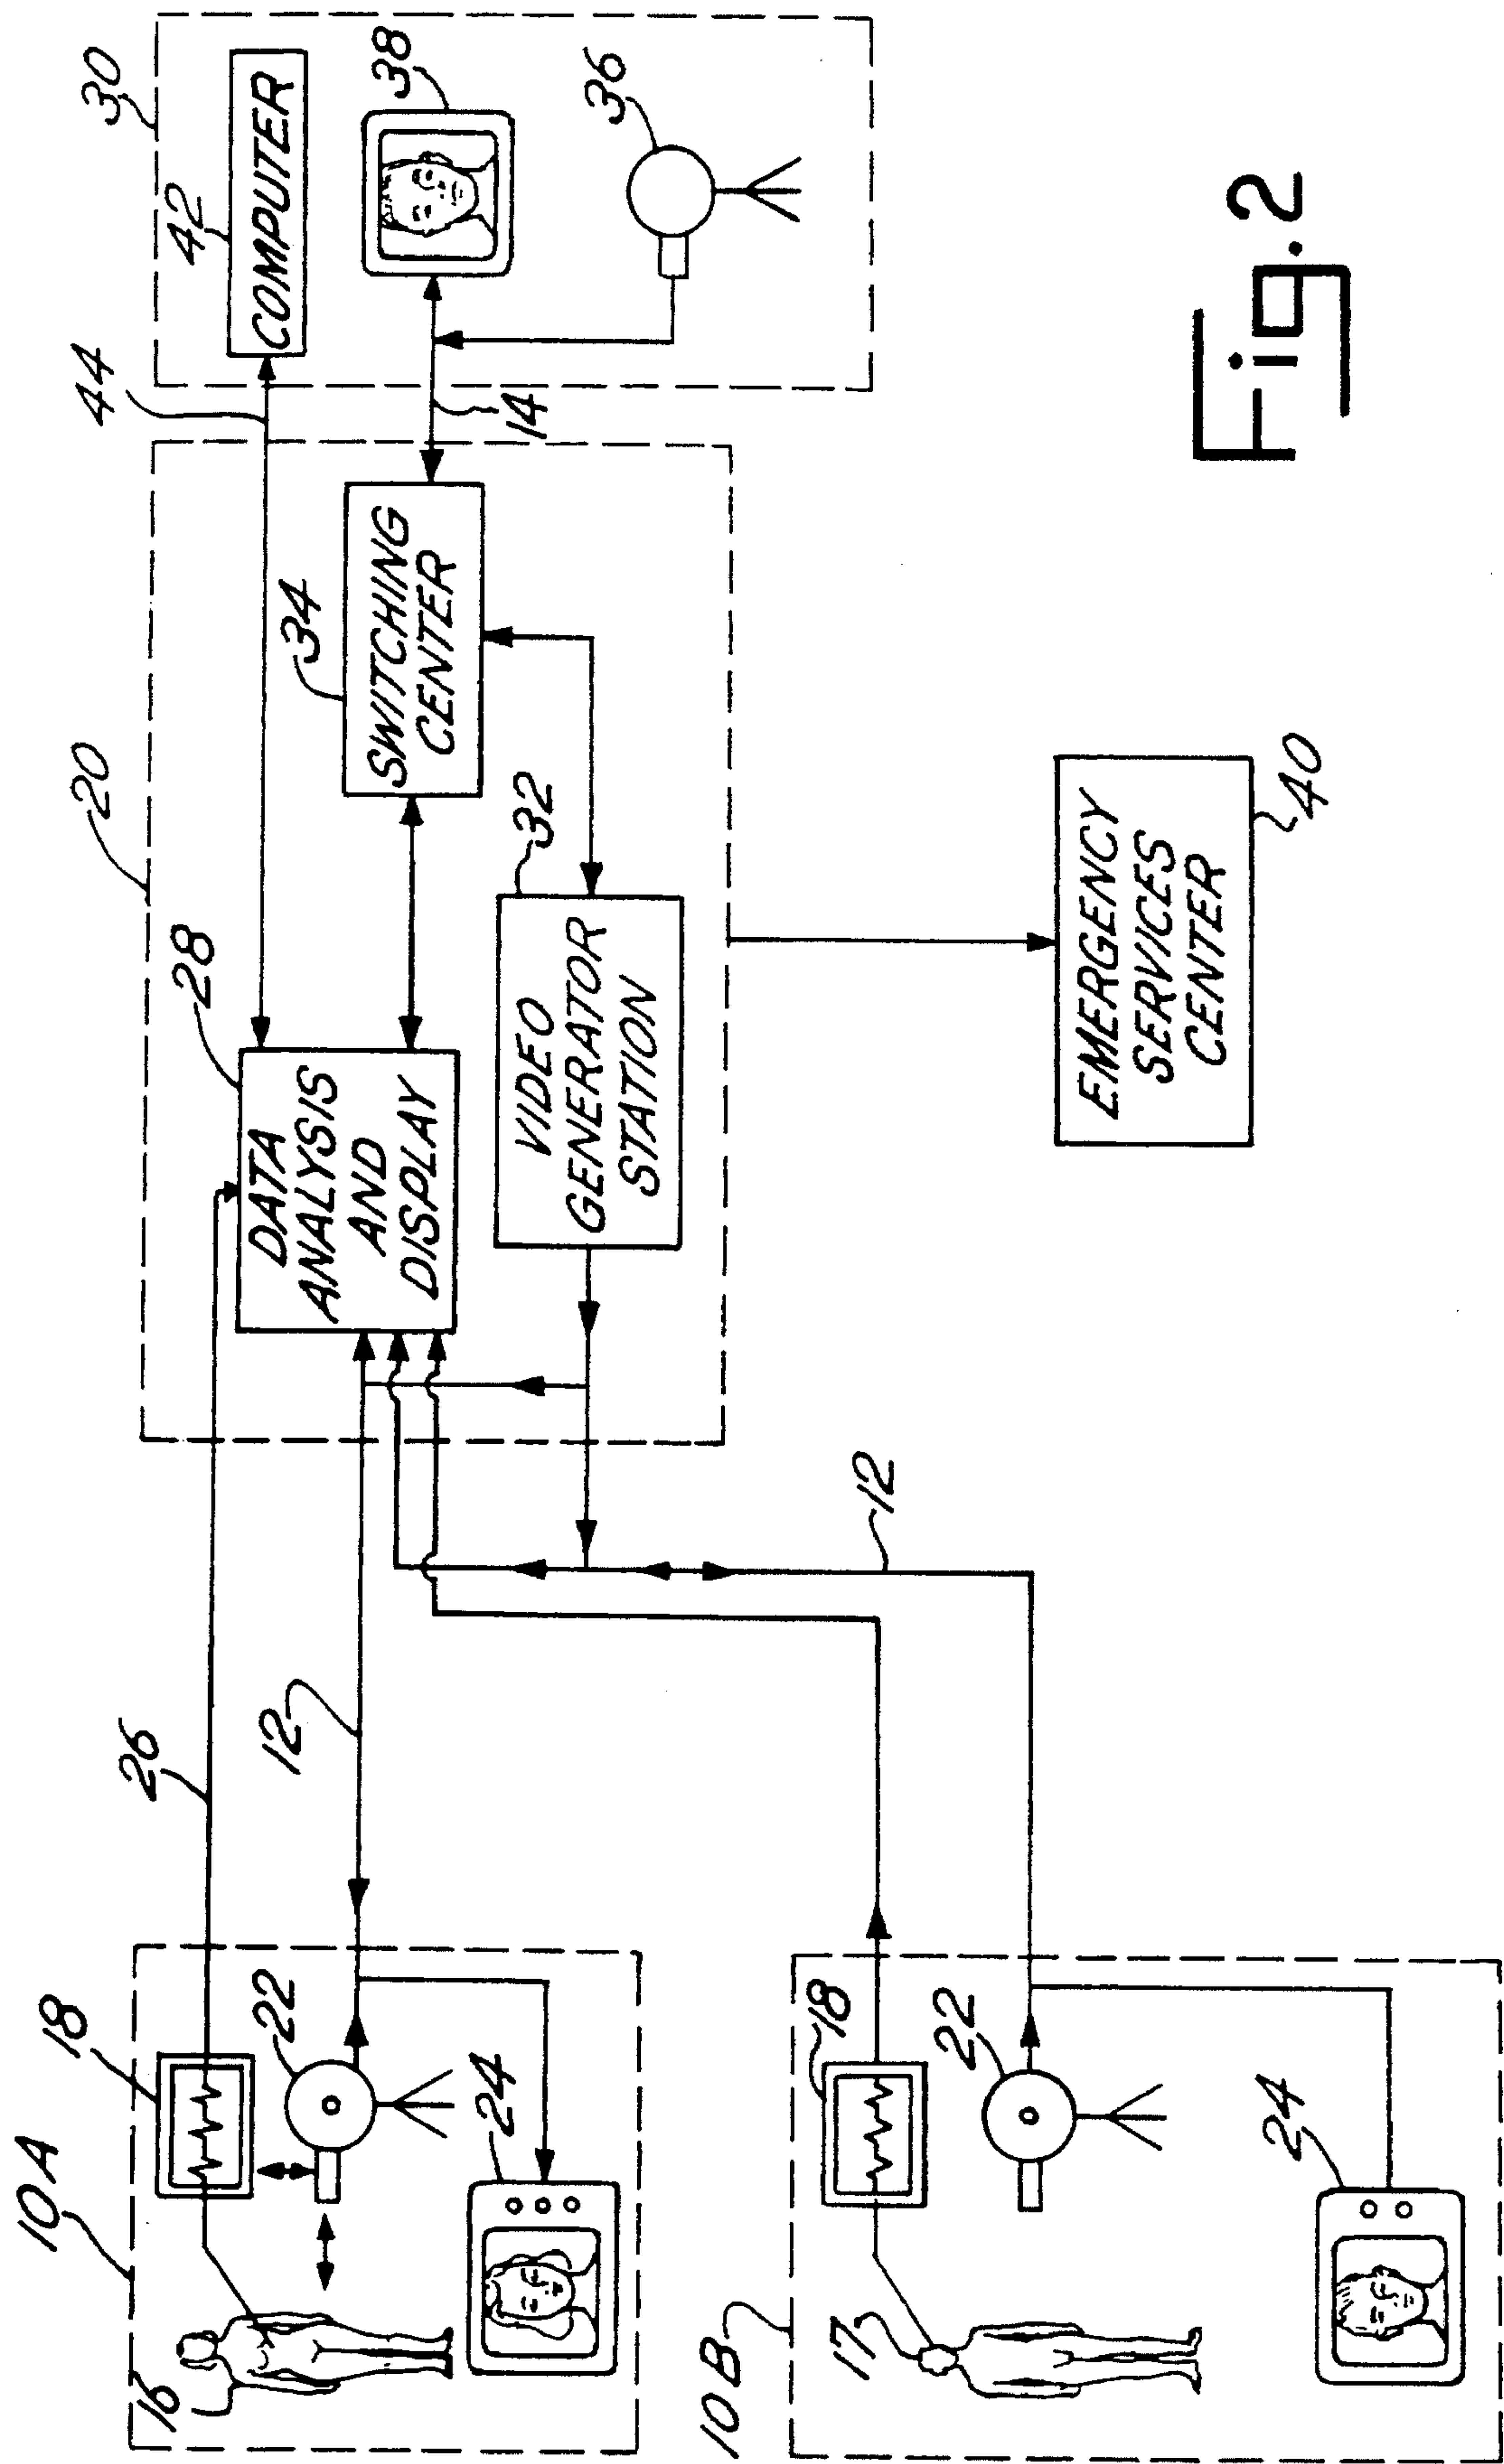 10A
16
18
22
24
26
12
10B
17
18
22
24
12
20
28
DATA
ANALYSIS
AND
DISPLAY
32
VIDEO
GENERATOR
STATION
34
SWITCHING
CENTER
44
14
30
42
COMPUTER
38
36
EMERGENCY
SERVICES
CENTER
40
Fig. 2